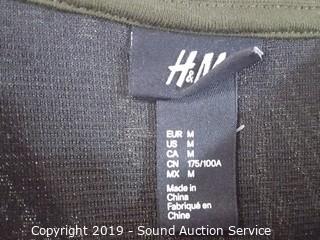 H&M
EUR M
US M
CA M
CN 175/100A
MX M
Made in
China
Fabriqué en
Chine
Copyright 2019 - Sound Auction Service